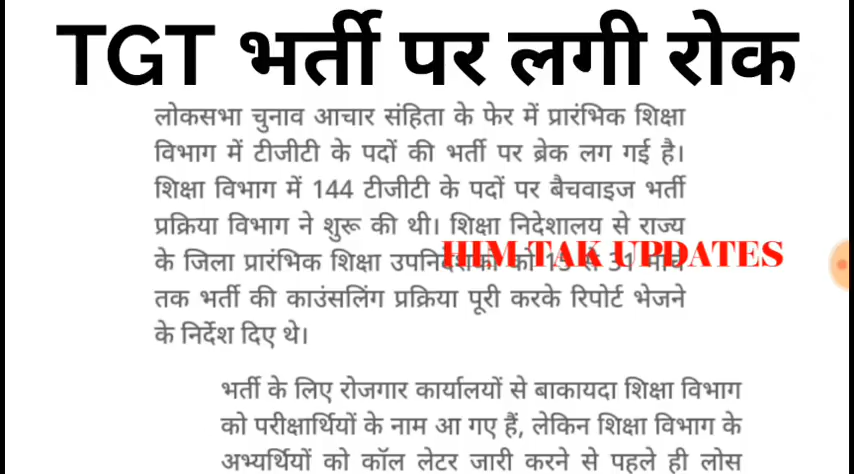 TGT भर्ती पर लगी रोक
लोकसभा चुनाव आचार संहिता के फेर में प्रारंभिक शिक्षा
विभाग में टीजीटी के पदों की भर्ती पर ब्रेक लग गई है।
शिक्षा विभाग में 144 टीजीटी के पदों पर बैचवाइज भर्ती
प्रक्रिया विभाग ने शुरू की थी। शिक्षा निदेशालय से राज्य
के जिला प्रारंभिक शिक्षा को 15 31
HIM TAK UPDATES
तक भर्ती की काउंसलिंग प्रक्रिया पूरी करके रिपोर्ट भेजने
के निर्देश दिए थे।
भर्ती के लिए रोजगार कार्यालयों से बाकायदा शिक्षा विभाग
को परीक्षार्थियों के नाम आ गए हैं, लेकिन शिक्षा विभाग के
अभ्यर्थियों को कॉल लेटर जारी करने से पहले ही लोस